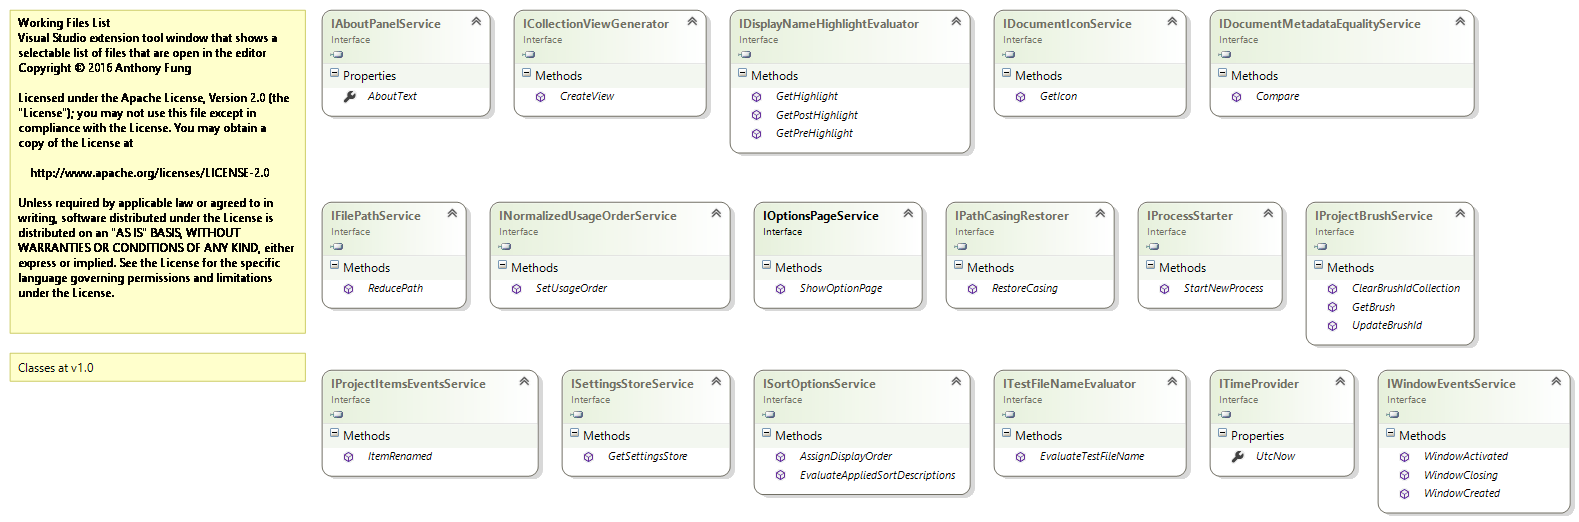 Working Files List
Visual Studio extension tool window that shows a
selectable list of files that are open in the editor
Copyright © 2016 Anthony Fung
Licensed under the Apache License, Version 2.0 (the
"License"); you may not use this file except in
compliance with the License. You may obtain a
copy of the License at
http://www.apache.org/licenses/LICENSE-2.0
Unless required by applicable law or agreed to in
writing, software distributed under the License is
distributed on an "AS IS" BASIS, WITHOUT
WARRANTIES OR CONDITIONS OF ANY KIND, either
express or implied. See the License for the specific
language governing permissions and limitations
under the License.
Classes at v1.0
IAboutPanelService
Interface
Properties
AboutText
ICollectionViewGenerator
Interface
Methods
CreateView
IDisplayNameHighlightEvaluator
Interface
Methods
GetHighlight
GetPostHighlight
GetPreHighlight
IDocumentIconService
Interface
Methods
GetIcon
IDocumentMetadataEqualityService
Interface
Methods
Compare
IFilePathService
Interface
Methods
ReducePath
INormalizedUsageOrderService
Interface
Methods
SetUsageOrder
IOptionsPageService
Interface
Methods
ShowOptionPage
IPathCasingRestorer
Interface
Methods
RestoreCasing
IProcessStarter
Interface
Methods
StartNewProcess
IProjectBrushService
Interface
Methods
ClearBrushIdCollection
GetBrush
UpdateBrushId
IProjectItemsEventsService
Interface
Methods
ItemRenamed
ISettingsStoreService
Interface
Methods
GetSettingsStore
ISortOptionsService
Interface
Methods
AssignDisplayOrder
EvaluateAppliedSortDescriptions
ITestFileNameEvaluator
Interface
Methods
EvaluateTestFileName
ITimeProvider
Interface
Properties
UtcNow
IWindowEventsService
Interface
Methods
WindowActivated
WindowClosing
WindowCreated